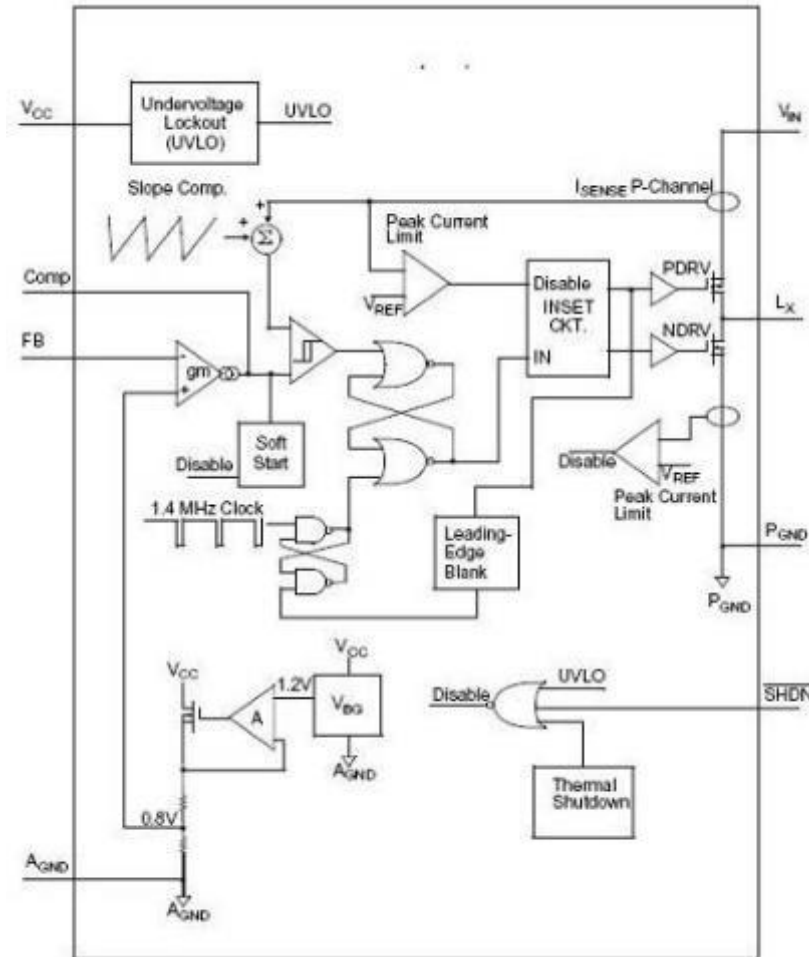 VCC
Undervoltage
Lockout
(UVLO)
UVLO
VIN
Slope Comp.
+
+
Σ
ISENSE P-Channel
Peak Current
Limit
VREF
Comp
Disable
INSET
CKT.
IN
PDRV
NDRV
LX
FB
-
gm
+
Soft
Start
Disable
1.4 MHz Clock
Leading-
Edge
Blank
Disable
VREF
Peak Current
Limit
PGND
PGND
VCC
A
1.2V
VCC
VBG
AGND
0.8V
AGND
AGND
Disable
UVLO
SHDN
Thermal
Shutdown